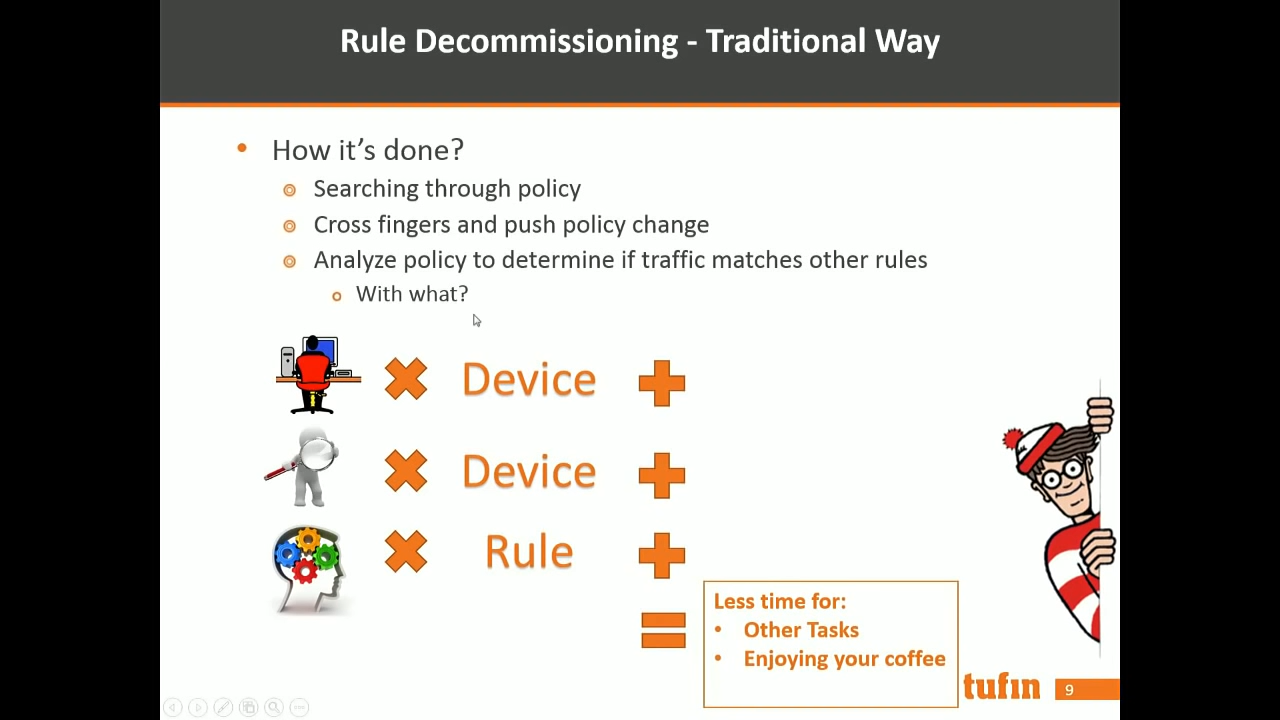 Rule Decommissioning - Traditional Way
• How it's done?
Searching through policy
Cross fingers and push policy change
Analyze policy to determine if traffic matches other rules
With what?
Device
Device
Rule
Less time for:
• Other Tasks
• Enjoying your coffee
tufin
9